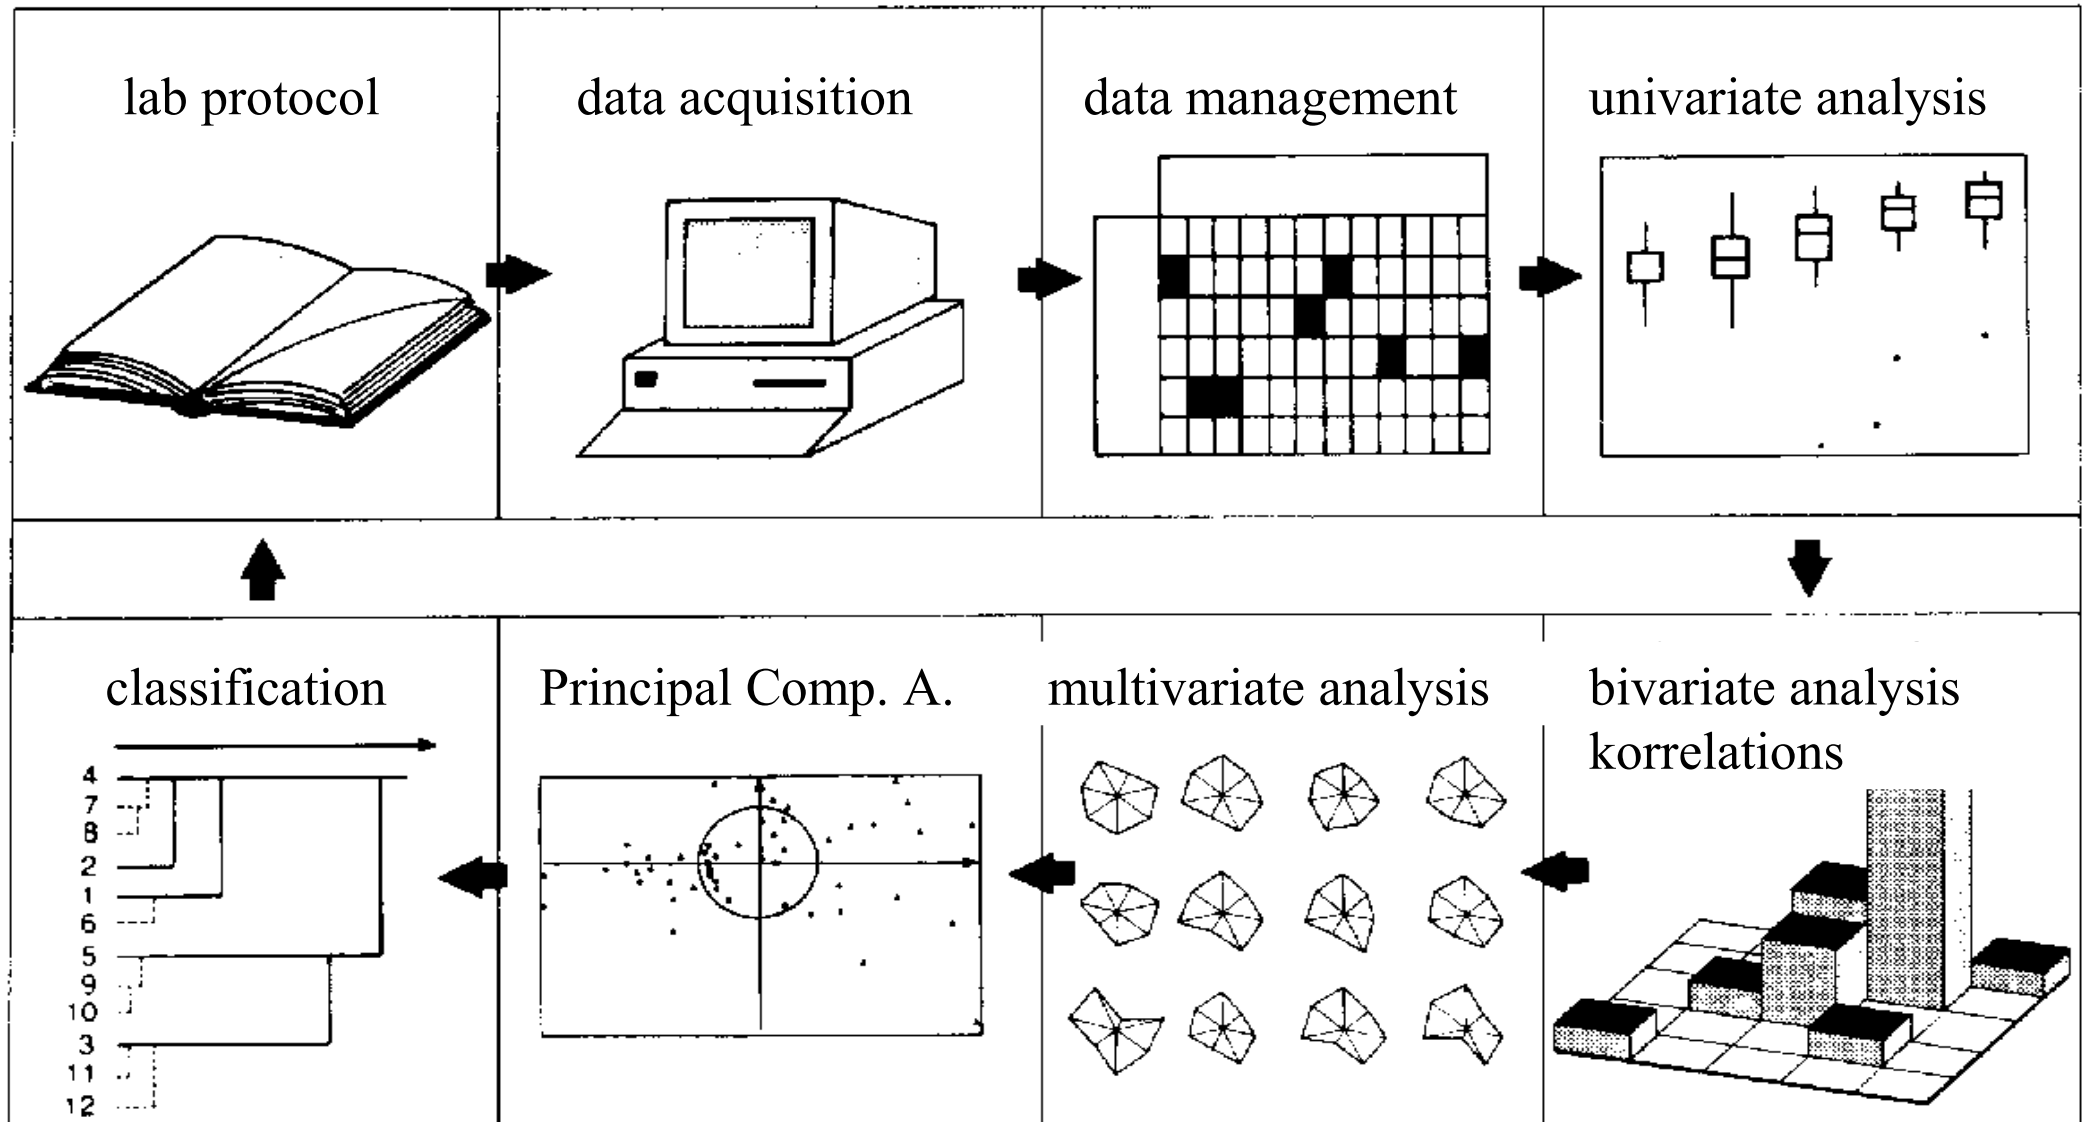 lab protocol
data acquisition
data management
univariate analysis
classification
Principal Comp. A.
multivariate analysis
bivariate analysis
korrelations
4
7
8
2
1
6
5
9
10
3
11
12